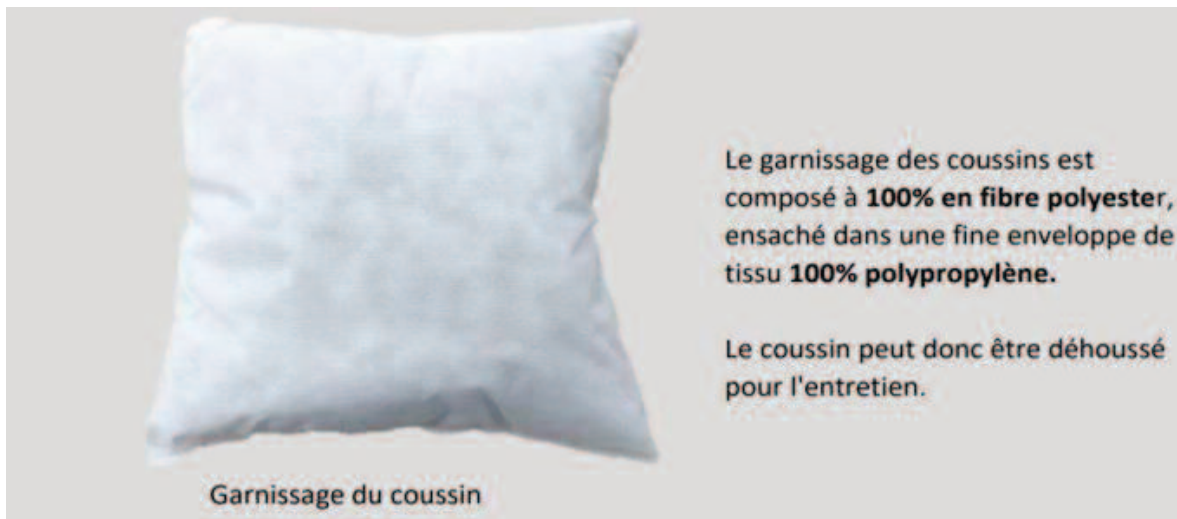 Le garnissage des coussins est
composé à 100% en fibre polyester,
ensaché dans une fine enveloppe de
tissu 100% polypropylène.
Le coussin peut donc être déhoussé
pour l'entretien.
Garnissage du coussin